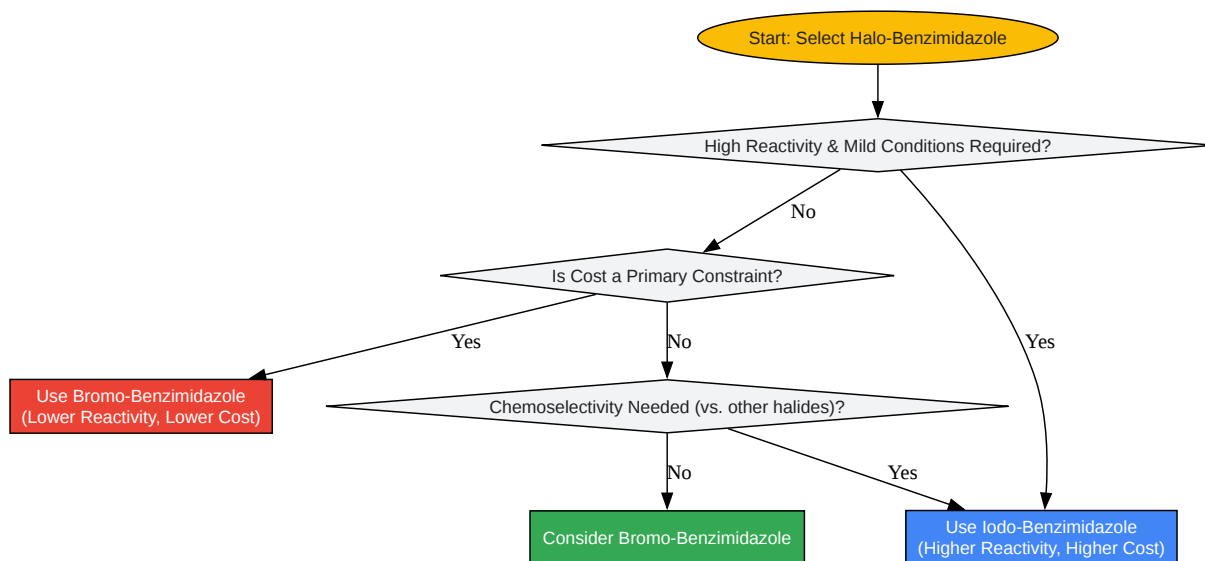 Start: Select Halo-Benzimidazole
High Reactivity & Mild Conditions Required?
No
Is Cost a Primary Constraint?
Yes
No
Yes
Use Bromo-Benzimidazole
(Lower Reactivity, Lower Cost)
Chemoselectivity Needed (vs. other halides)?
No
Yes
Consider Bromo-Benzimidazole
Use Iodo-Benzimidazole
(Higher Reactivity, Higher Cost)